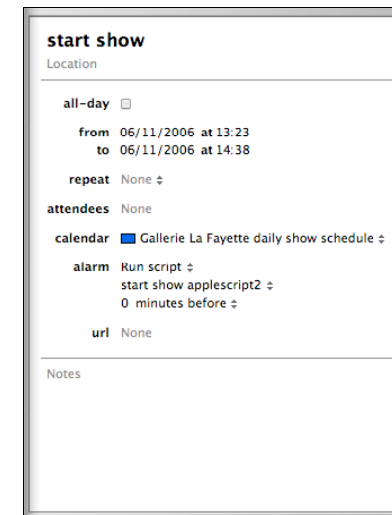 start show
Location
all-day
from 06/11/2006 at 13:23
to 06/11/2006 at 14:38
repeat None
attendees None
calendar Gallerie La Fayette daily show schedule
alarm Run script
start show applescript2
0 minutes before
url None
Notes